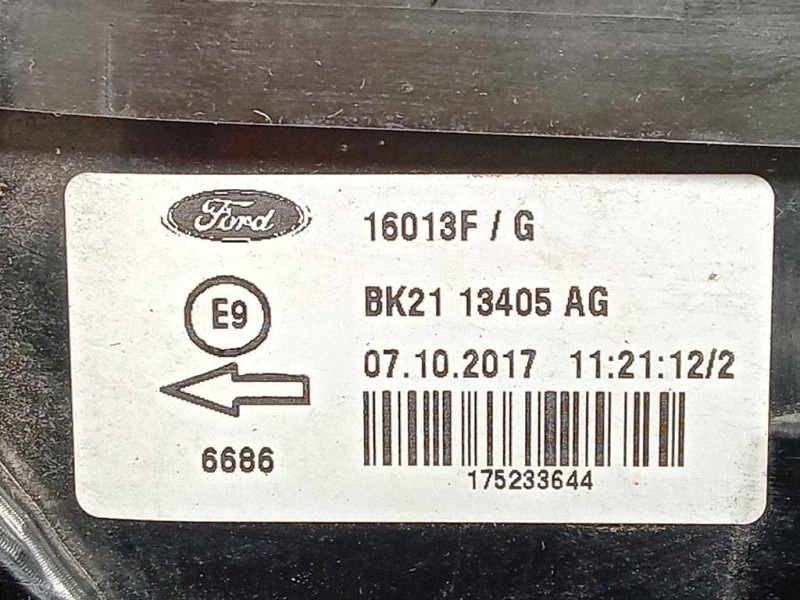 Ford
16013F / G
E9
BK21 13405 AG
07.10.2017 11:21:12/2
6686
175233644